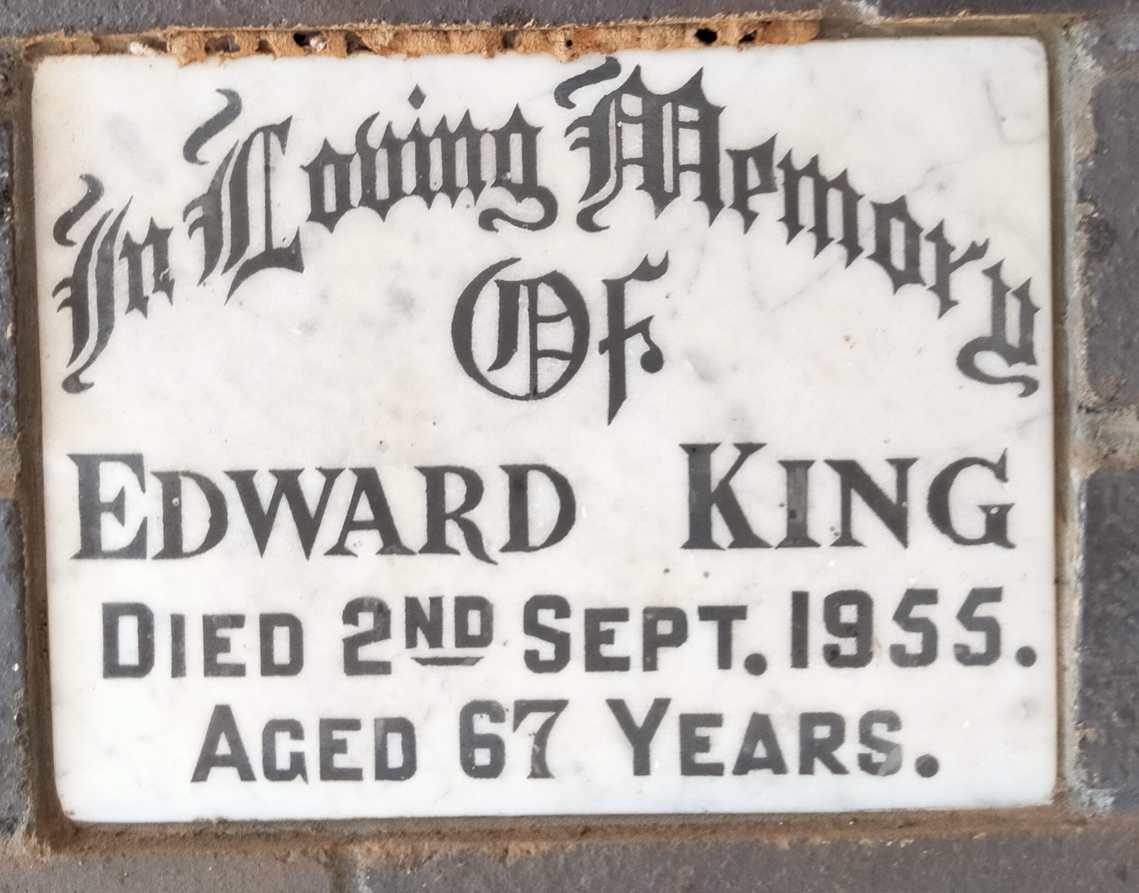 In Loving Memory
Of
EDWARD KING
DIED 2ND SEPT. 1955.
AGED 67 YEARS.